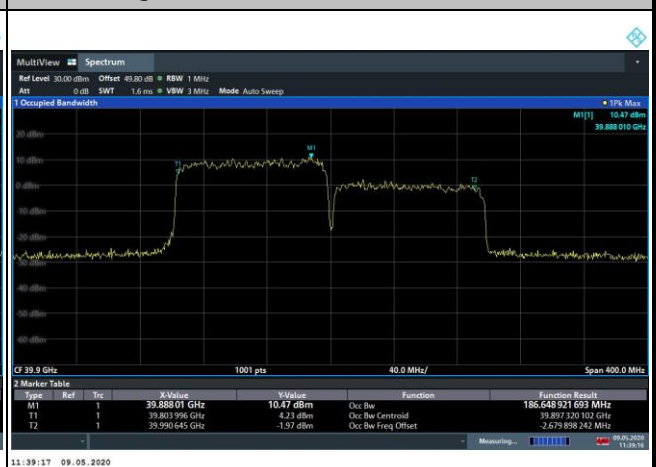 MultiView Spectrum
Ref Level 30.00 dBm Offset 49.80 dB RBW 1 MHz
Att 0 dB SWT 1.6 ms VBW 3 MHz Mode Auto Sweep
1 Occupied Bandwidth 1Pk Max
M1[1] 10.47 dBm
39.888 010 GHz
20 dBm
M1
10 dBm
T1
T2
0 dBm
-10 dBm
-20 dBm
-30 dBm
-40 dBm
-50 dBm
-60 dBm
CF 39.9 GHz 1001 pts 40.0 MHz/ Span 400.0 MHz
2 Marker Table
Type Ref Trc X-Value Y-Value Function Function Result
M1 1 39.88801 GHz 10.47 dBm Occ Bw 186.648 921 693 MHz
T1 1 39.803 996 GHz 4.23 dBm Occ Bw Centroid 39.897 320 102 GHz
T2 1 39.990 645 GHz -1.97 dBm Occ Bw Freq Offset -2.679 898 242 MHz
Measuring... 09.05.2020
11:39:16
11:39:17 09.05.2020